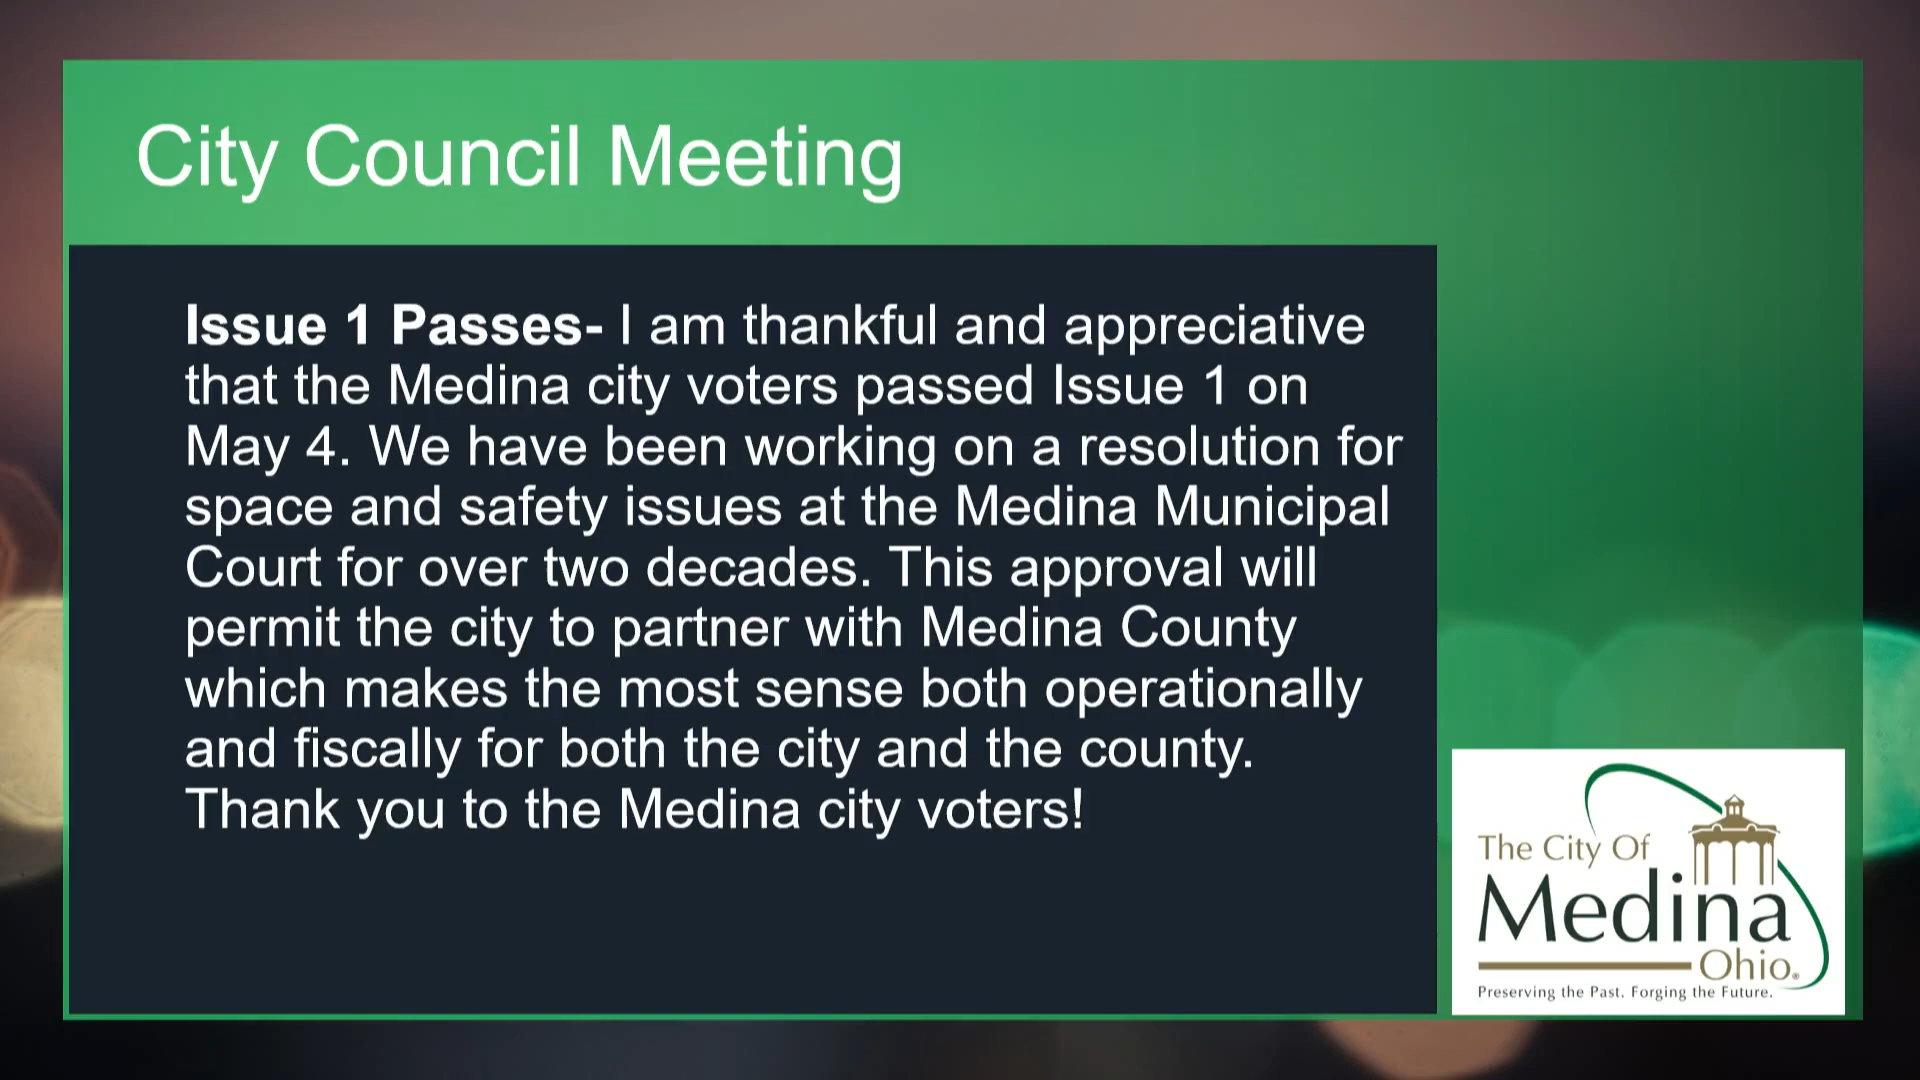 City Council Meeting
Issue 1 Passes- I am thankful and appreciative
that the Medina city voters passed Issue 1 on
May 4. We have been working on a resolution for
space and safety issues at the Medina Municipal
Court for over two decades. This approval will
permit the city to partner with Medina County
which makes the most sense both operationally
and fiscally for both the city and the county.
Thank you to the Medina city voters!
The City Of
Medina
Ohio®
Preserving the Past. Forging the Future.